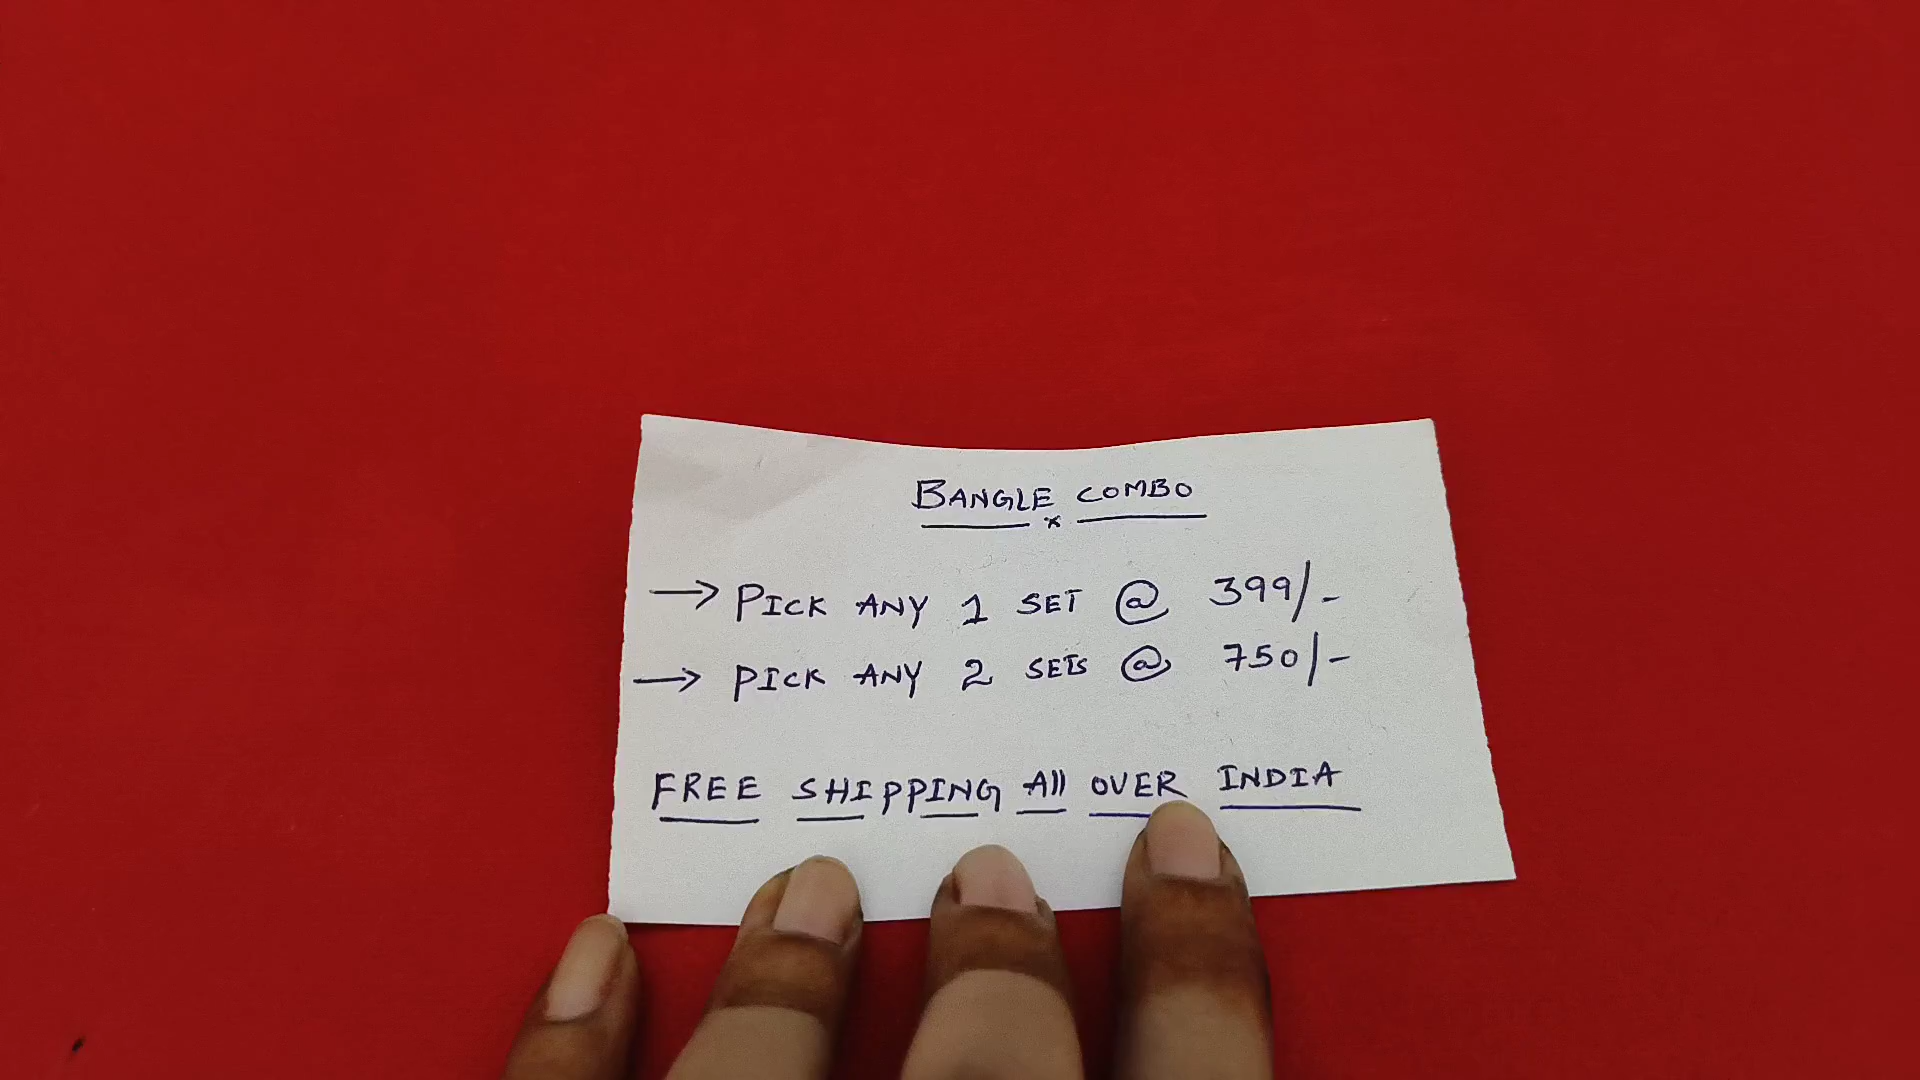 BANGLE COMBO
x
→ PICK ANY 1 SET @ 399/-
→ PICK ANY 2 SETS @ 750/-
FREE SHIPPING All OVER INDIA